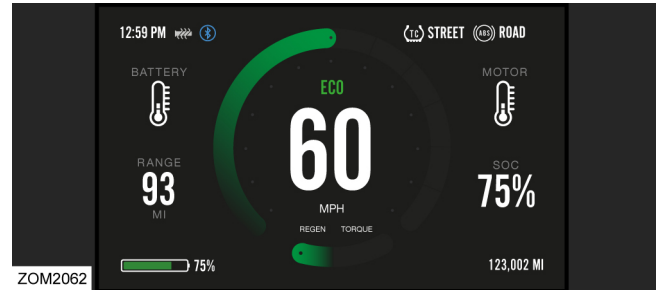 12:59 PM
TC STREET ABS ROAD
BATTERY
MOTOR
ECO
60
MPH
RANGE
93
MI
SOC
75%
REGEN TORQUE
75%
123,002 MI
ZOM2062